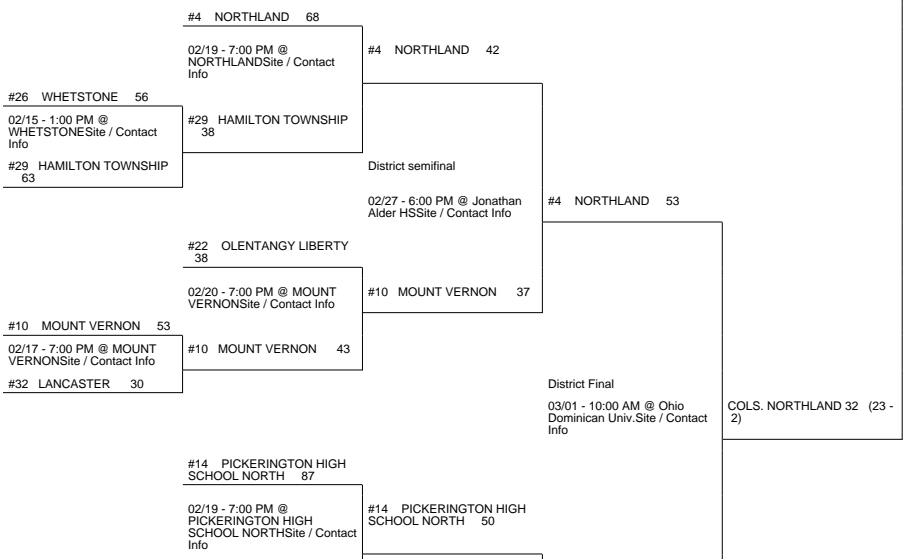 #4 NORTHLAND 68
02/19 - 7:00 PM @
NORTHLANDSite / Contact
Info
#4 NORTHLAND 42
#26 WHETSTONE 56
02/15 - 1:00 PM @
WHETSTONESite / Contact
Info
#29 HAMILTON TOWNSHIP
38
#29 HAMILTON TOWNSHIP
63
District semifinal
02/27 - 6:00 PM @ Jonathan
Alder HSSite / Contact Info
#4 NORTHLAND 53
#22 OLENTANGY LIBERTY
38
02/20 - 7:00 PM @ MOUNT
VERNONSite / Contact Info
#10 MOUNT VERNON 37
#10 MOUNT VERNON 53
02/17 - 7:00 PM @ MOUNT
VERNONSite / Contact Info
#10 MOUNT VERNON 43
#32 LANCASTER 30
District Final
03/01 - 10:00 AM @ Ohio
Dominican Univ.Site / Contact
Info
COLS. NORTHLAND 32 (23 -
2)
#14 PICKERINGTON HIGH
SCHOOL NORTH 87
02/19 - 7:00 PM @
PICKERINGTON HIGH
SCHOOL NORTHSite / Contact
Info
#14 PICKERINGTON HIGH
SCHOOL NORTH 50